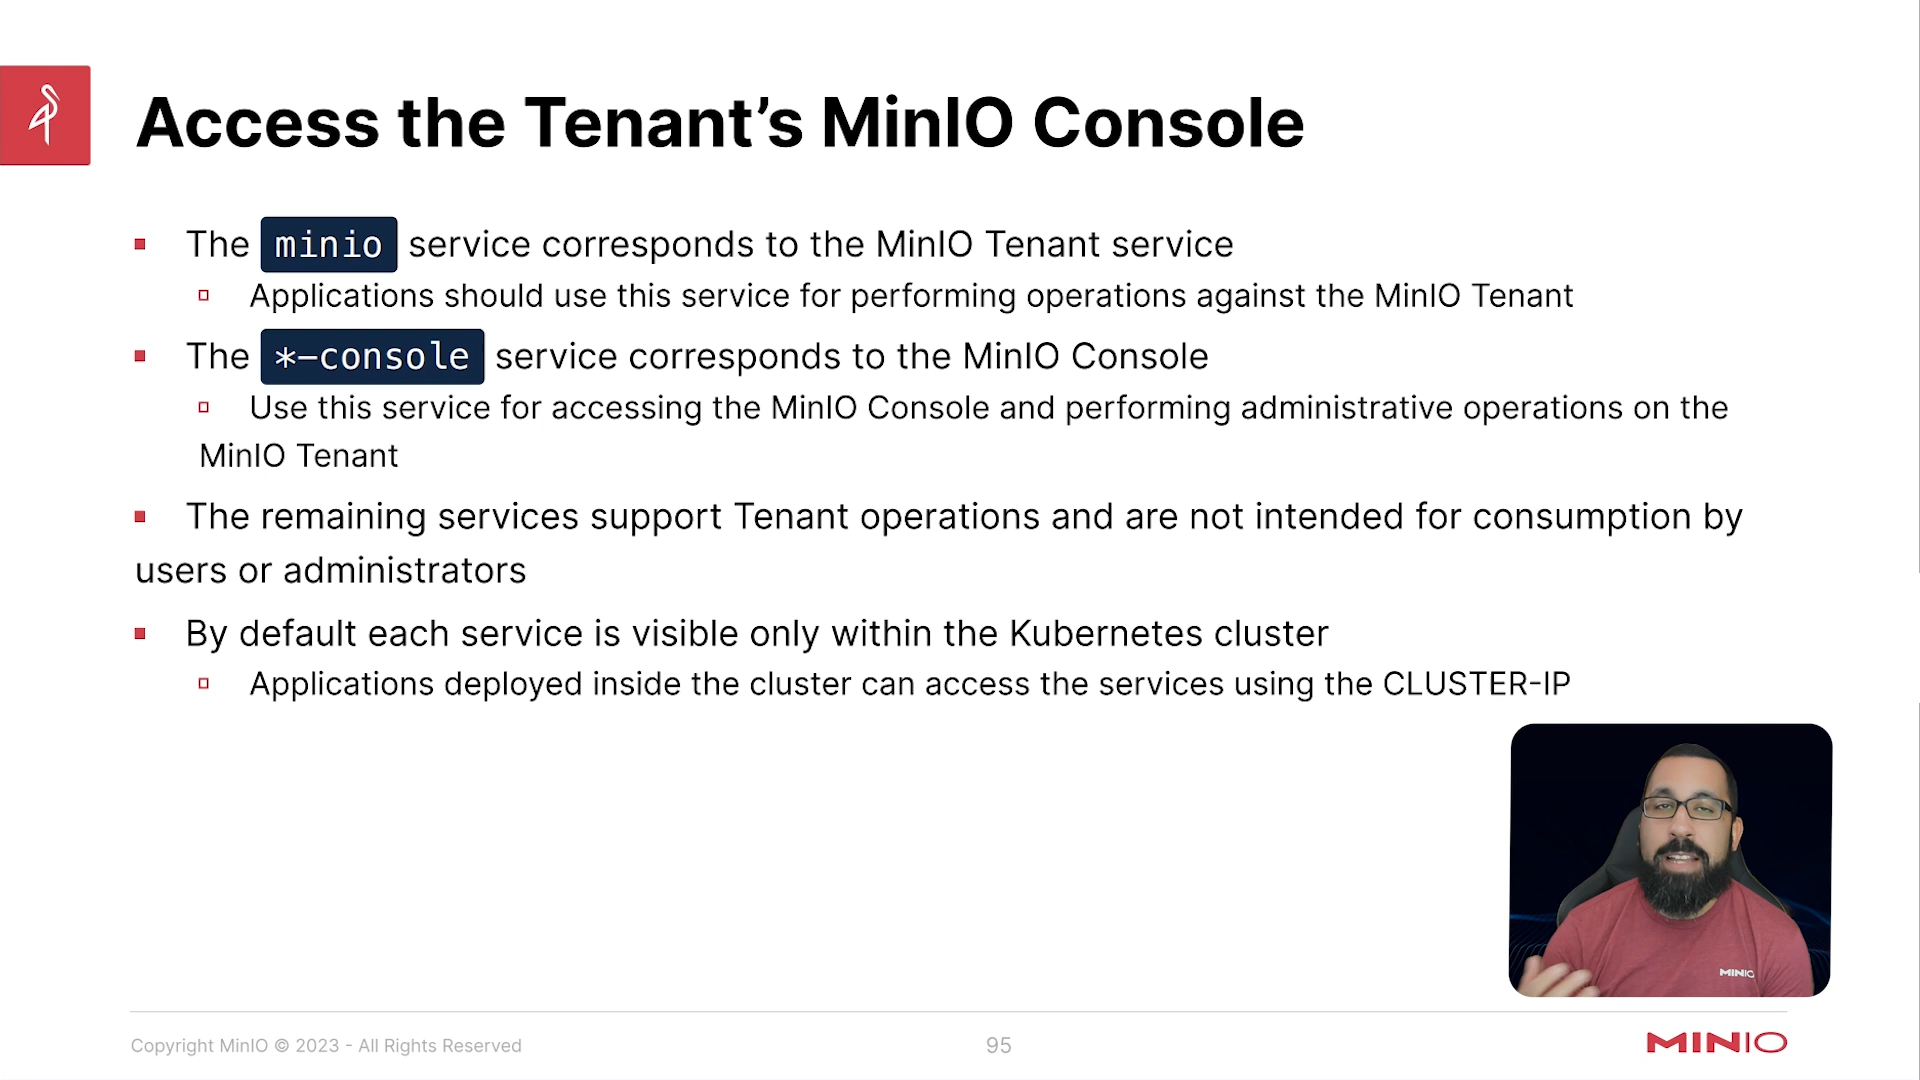 Access the Tenant’s MinIO Console
The minio service corresponds to the MinIO Tenant service
Applications should use this service for performing operations against the MinIO Tenant
The *-console service corresponds to the MinIO Console
Use this service for accessing the MinIO Console and performing administrative operations on the
MinIO Tenant
The remaining services support Tenant operations and are not intended for consumption by
users or administrators
By default each service is visible only within the Kubernetes cluster
Applications deployed inside the cluster can access the services using the CLUSTER-IP
MINIO
Copyright MinIO © 2023 - All Rights Reserved
95
MINIO